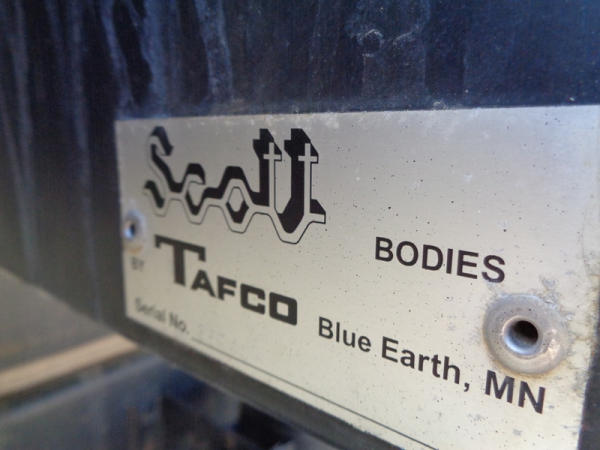 Scott
BODIES
BY TAFCO
Blue Earth, MN
Serial No.